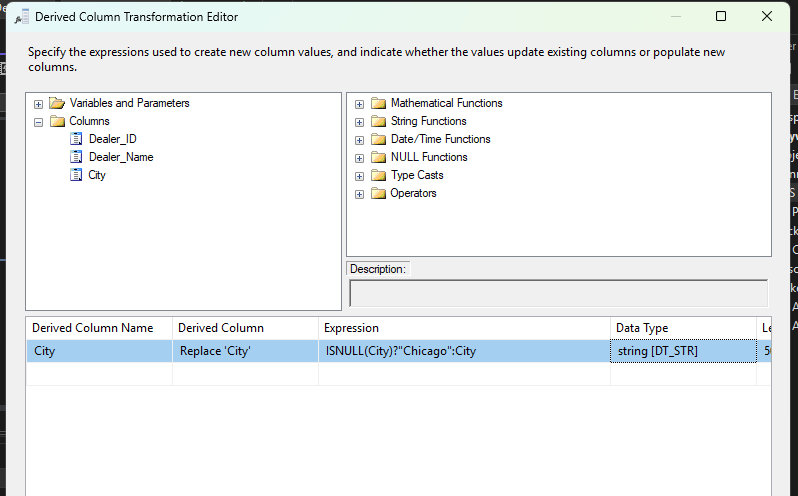 Derived Column Transformation Editor
Specify the expressions used to create new column values, and indicate whether the values update existing columns or populate new
columns.
Variables and Parameters
Columns
Dealer_ID
Dealer_Name
City
Mathematical Functions
String Functions
Date/Time Functions
NULL Functions
Type Casts
Operators
Description:
Derived Column Name Derived Column Expression Data Type Le
City Replace 'City' ISNULL(City)?"Chicago":City string [DT_STR]